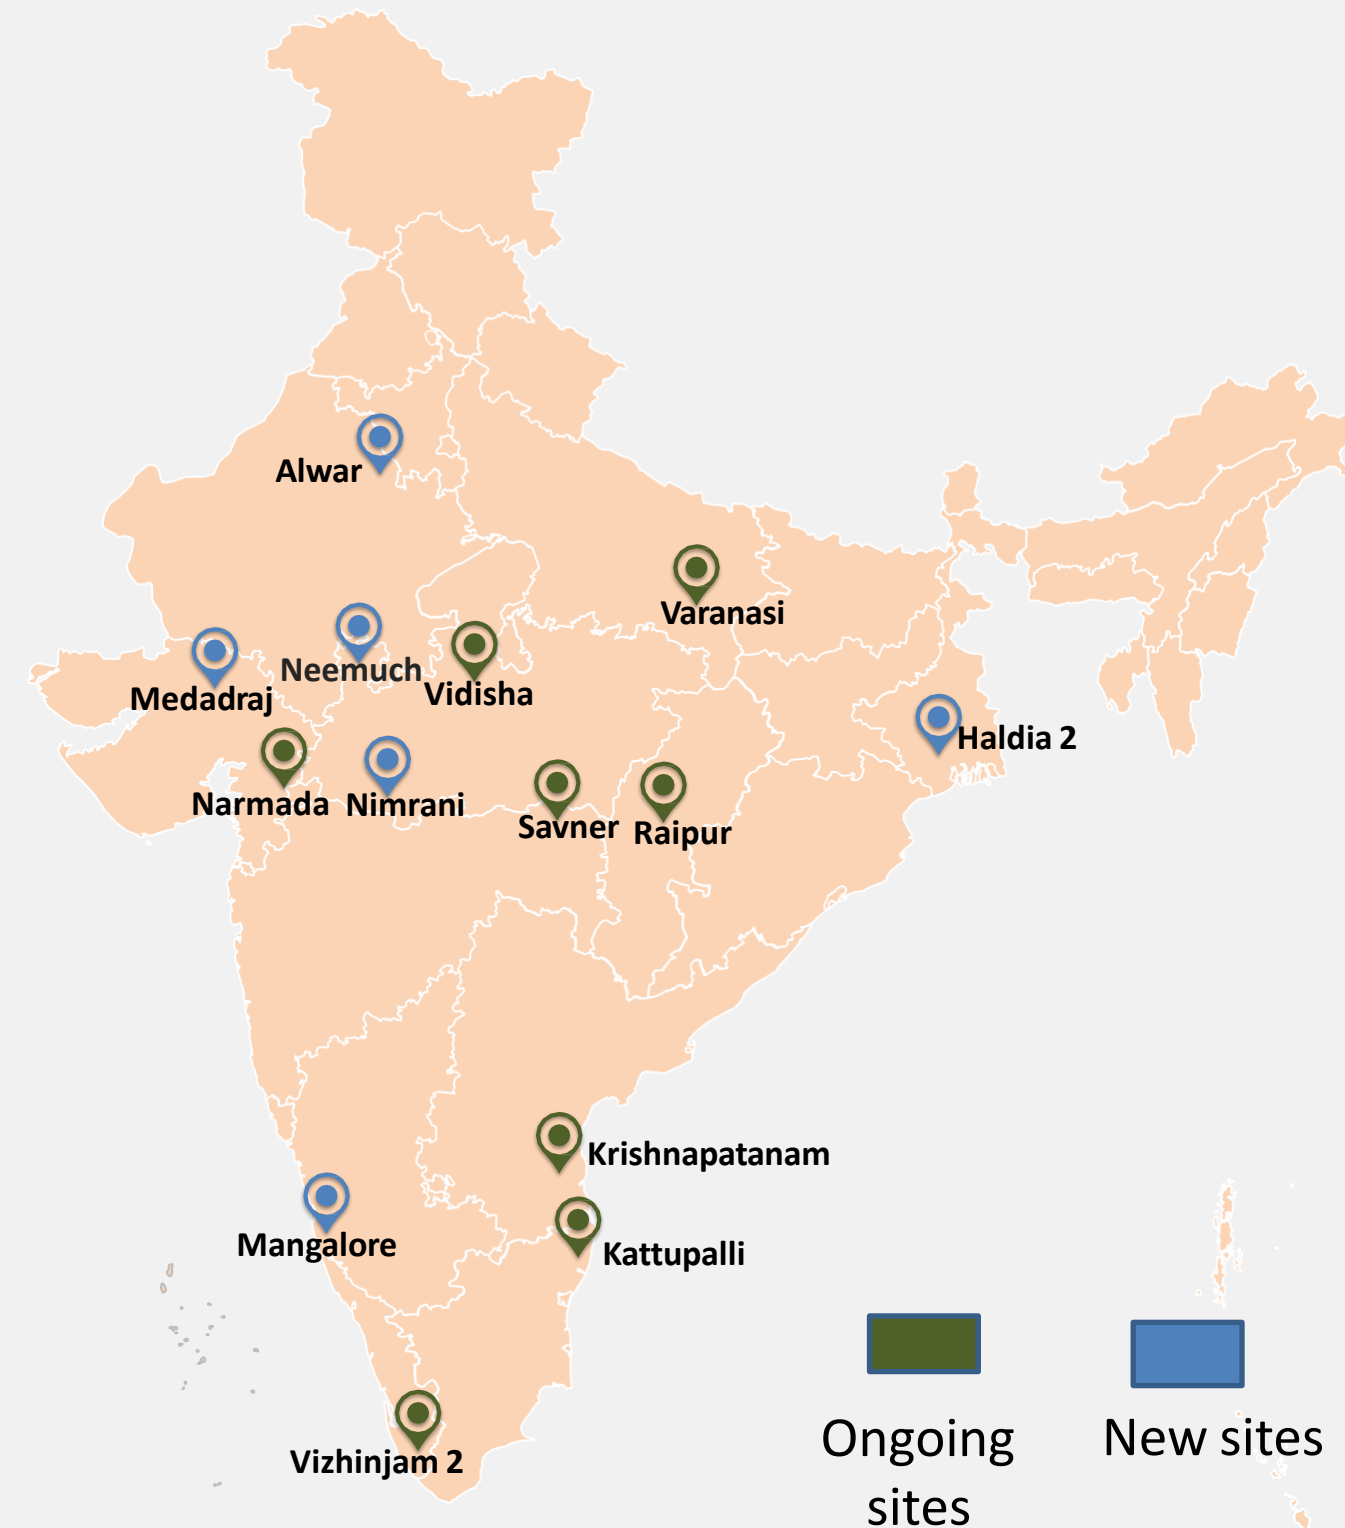 Alwar
Varanasi
Neemuch
Medadraj
Vidisha
Haldia 2
Narmada
Nimrani
Savner
Raipur
Krishnapatanam
Mangalore
Kattupalli
Vizhinjam 2
Ongoing
sites
New sites